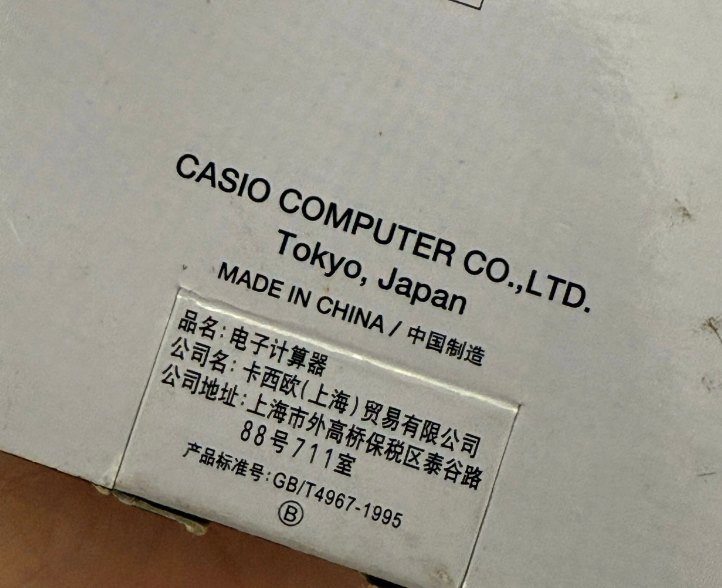 CASIO COMPUTER CO.,LTD.
Tokyo, Japan
MADE IN CHINA / 中国制造
品名:电子计算器
公司名:卡西欧(上海)贸易有限公司
公司地址:上海市外高桥保税区泰谷路
88号711室
产品标准号:GB/T4967-1995
Ⓑ